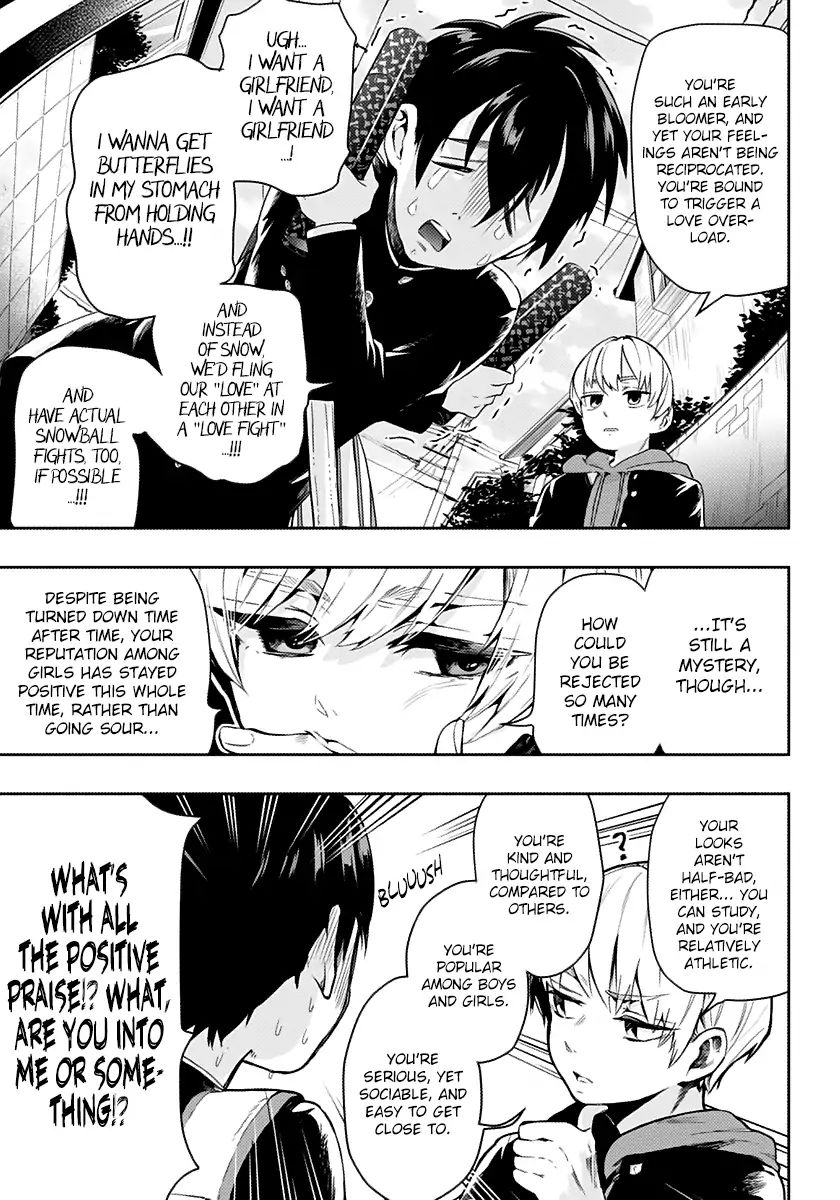 YOU'RE
SUCH AN EARLY
BLOOMER, AND
YET YOUR FEEL-
INGS AREN'T BEING
RECIPROCATED.
YOU'RE BOUND
TO TRIGGER A
LOVE OVER-
LOAD.
UGH...
I WANT A
GIRLFRIEND,
I WANT A
GIRLFRIEND
...!
I WANNA GET
BUTTERFLIES
IN MY STOMACH
FROM HOLDING
HANDS...!!
AND
INSTEAD
OF SNOW,
WE'D FLING
OUR "LOVE" AT
EACH OTHER IN
A "LOVE FIGHT"
...!!!
AND
HAVE ACTUAL
SNOWBALL
FIGHTS, TOO,
IF POSSIBLE
...!!!
...IT'S
STILL A
MYSTERY,
THOUGH...
HOW
COULD
YOU BE
REJECTED
SO MANY
TIMES?
DESPITE BEING
TURNED DOWN TIME
AFTER TIME, YOUR
REPUTATION AMONG
GIRLS HAS STAYED
POSITIVE THIS WHOLE
TIME, RATHER THAN
GOING SOUR...
YOUR
LOOKS
AREN'T
HALF-BAD,
EITHER... YOU
CAN STUDY,
AND YOU'RE
RELATIVELY
ATHLETIC.
?
YOU'RE
KIND AND
THOUGHTFUL,
COMPARED TO
OTHERS.
YOU'RE
POPULAR
AMONG BOYS
AND GIRLS.
YOU'RE
SERIOUS, YET
SOCIABLE, AND
EASY TO GET
CLOSE TO.
BLUUUSH
WHAT'S
WITH ALL
THE POSITIVE
PRAISE!? WHAT,
ARE YOU INTO
ME OR SOME-
THING!?